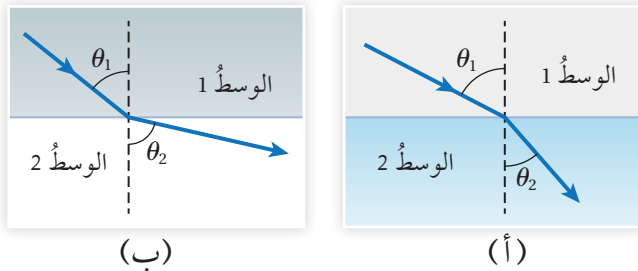 θ₁
الوسطُ 1
الوسطُ 2
θ₂
(أ)
θ₁
الوسطُ 1
الوسطُ 2
θ₂
(ب)